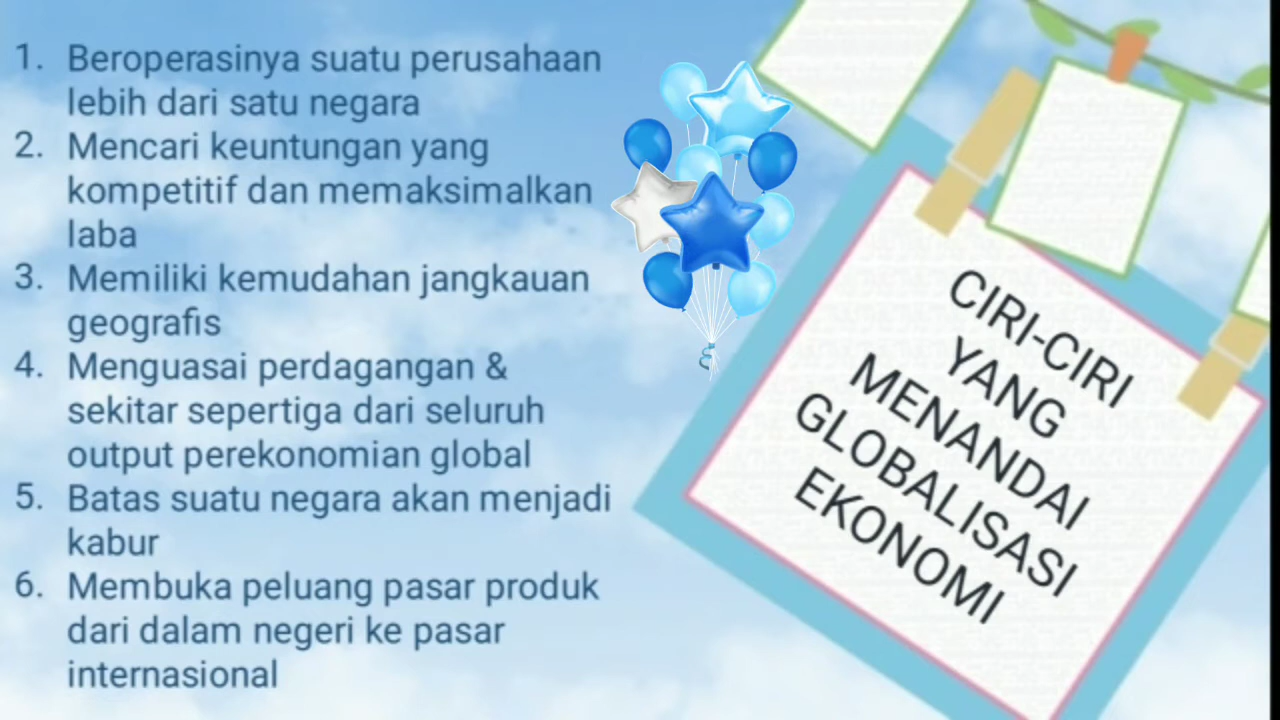 1. Beroperasinya suatu perusahaan
lebih dari satu negara
2. Mencari keuntungan yang
kompetitif dan memaksimalkan
laba
3. Memiliki kemudahan jangkauan
geografis
4. Menguasai perdagangan &
sekitar sepertiga dari seluruh
output perekonomian global
5. Batas suatu negara akan menjadi
kabur
6. Membuka peluang pasar produk
dari dalam negeri ke pasar
internasional
CIRI-CIRI
YANG
MENANDAI
GLOBALISASI
EKONOMI